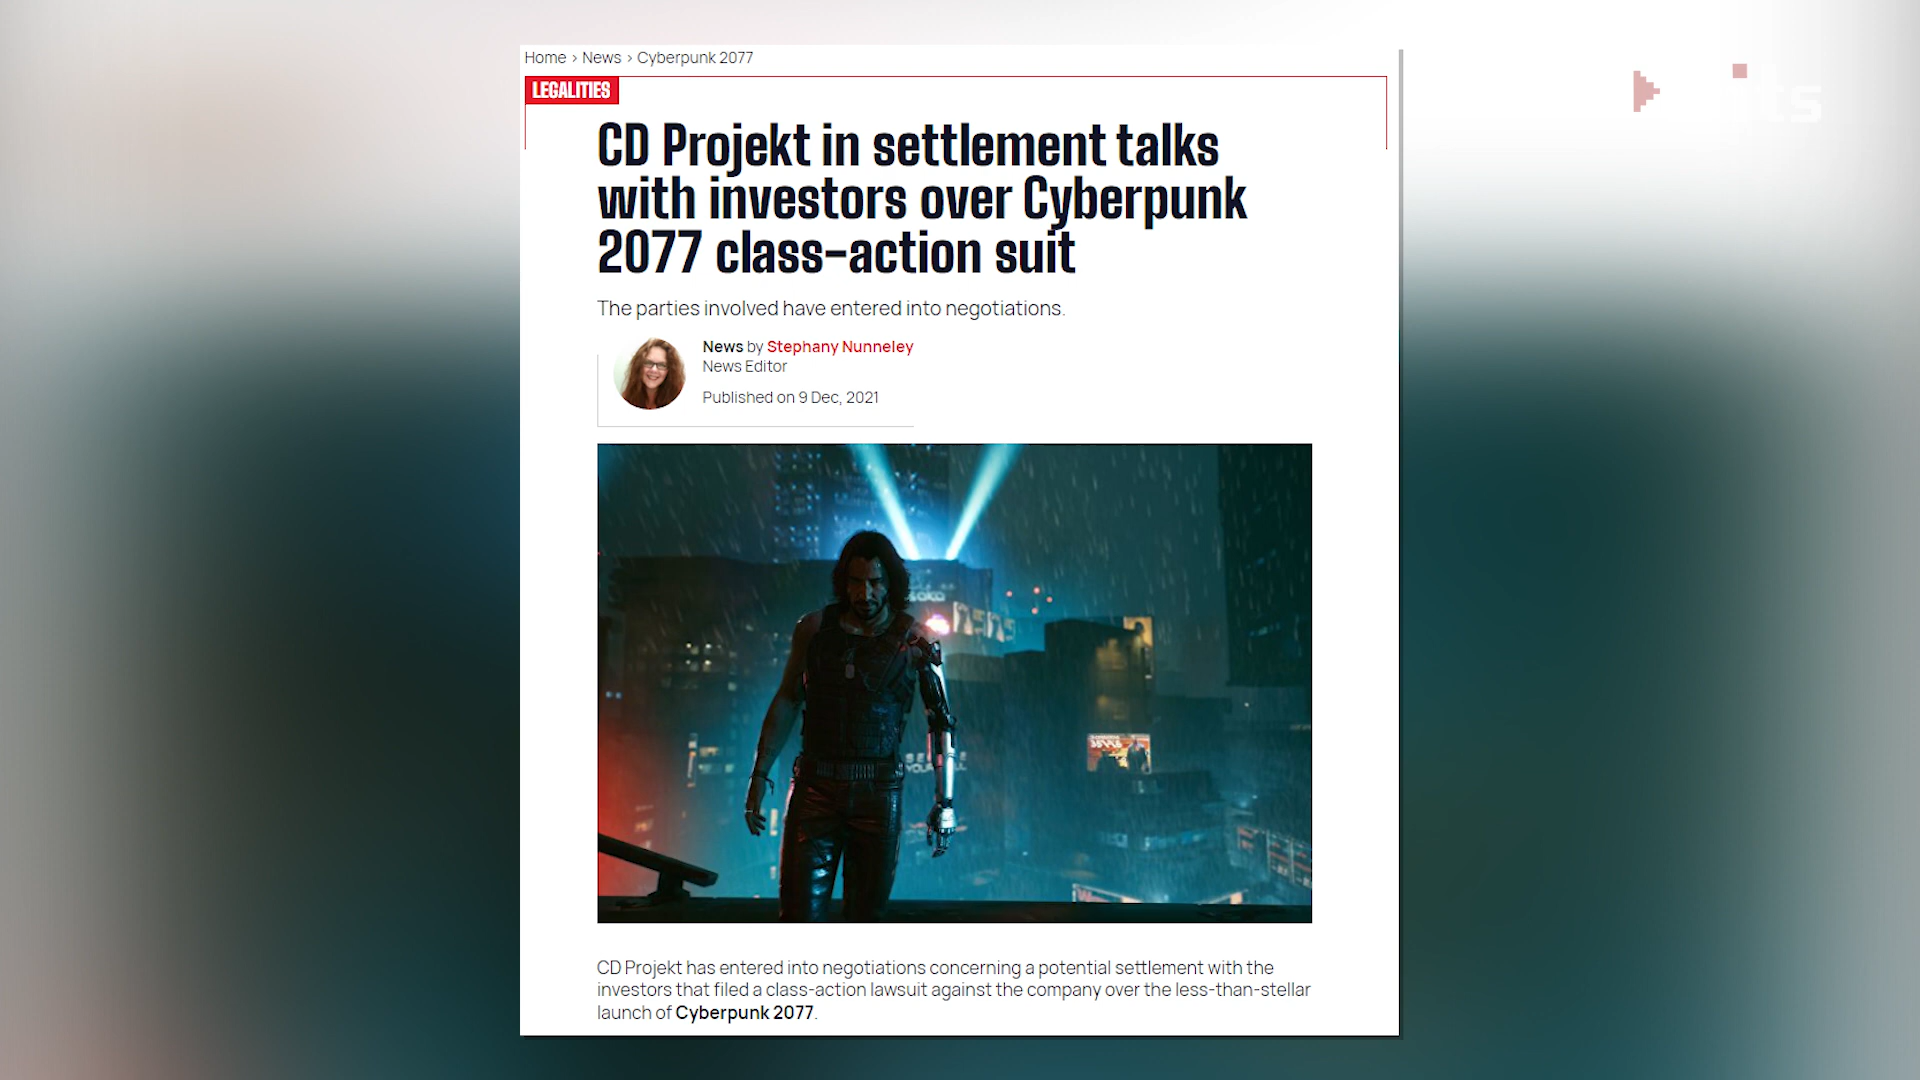 Home > News > Cyberpunk 2077
LEGALITIES
CD Projekt in settlement talks
with investors over Cyberpunk
2077 class-action suit
The parties involved have entered into negotiations.
News by Stephany Nunneley
News Editor
Published on 9 Dec, 2021
CD Projekt has entered into negotiations concerning a potential settlement with the
investors that filed a class-action lawsuit against the company over the less-than-stellar
launch of Cyberpunk 2077.